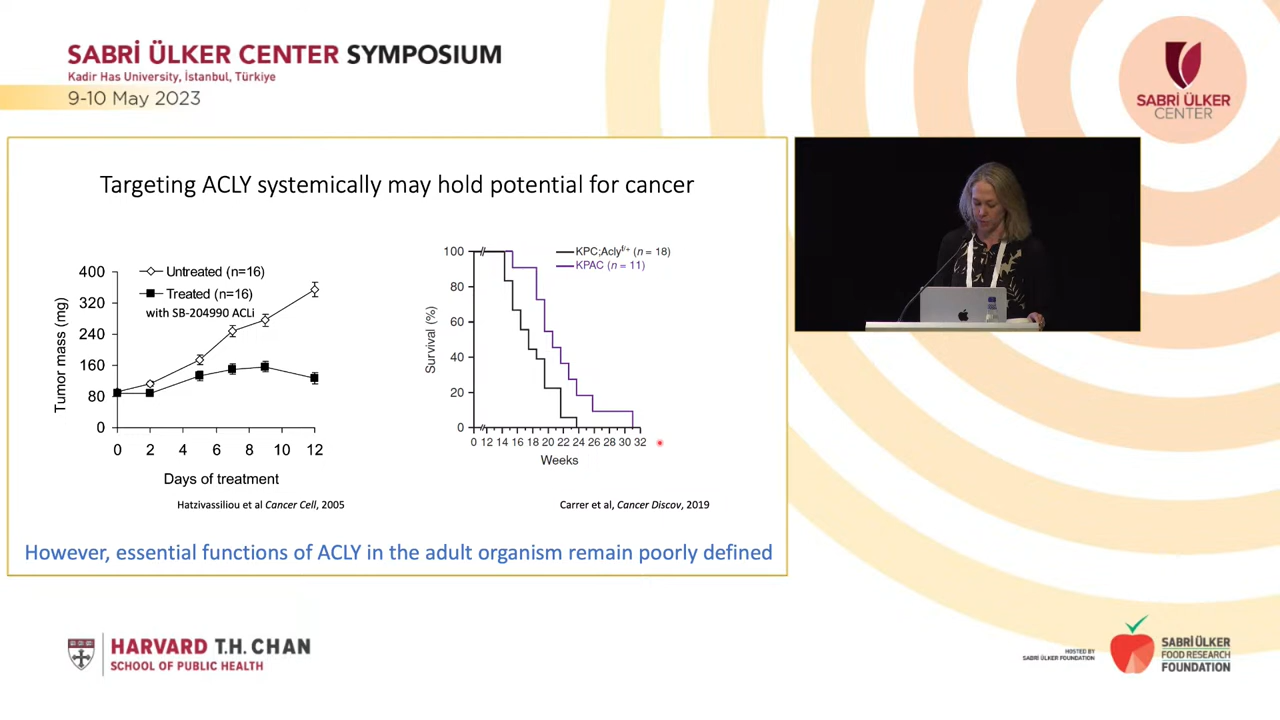 SABRİ ÜLKER CENTER SYMPOSIUM
Kadir Has University, İstanbul, Türkiye
9-10 May 2023
SABRİ ÜLKER
CENTER
Targeting ACLY systemically may hold potential for cancer
400
320
240
160
80
0
Tumor mass (mg)
Untreated (n=16)
Treated (n=16)
with SB-204990 ACLi
0 2 4 6 8 10 12
Days of treatment
Hatzivassiliou et al Cancer Cell, 2005
100
80
60
40
20
0
Survival (%)
KPC;Aclyf/+ (n = 18)
KPAC (n = 11)
0 12 14 16 18 20 22 24 26 28 30 32
Weeks
Carrer et al, Cancer Discov, 2019
However, essential functions of ACLY in the adult organism remain poorly defined
HARVARD T.H. CHAN
SCHOOL OF PUBLIC HEALTH
HOSTED BY
SABRI ÜLKER FOUNDATION
SABRİ ÜLKER
FOOD RESEARCH
FOUNDATION